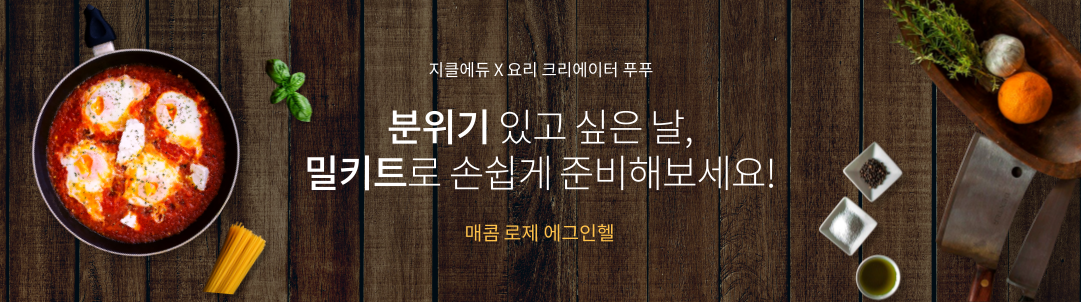 지클에듀 X 요리 크리에이터 푸푸
분위기 있고 싶은 날,
밀키트로 손쉽게 준비해보세요!
매콤 로제 에그인헬